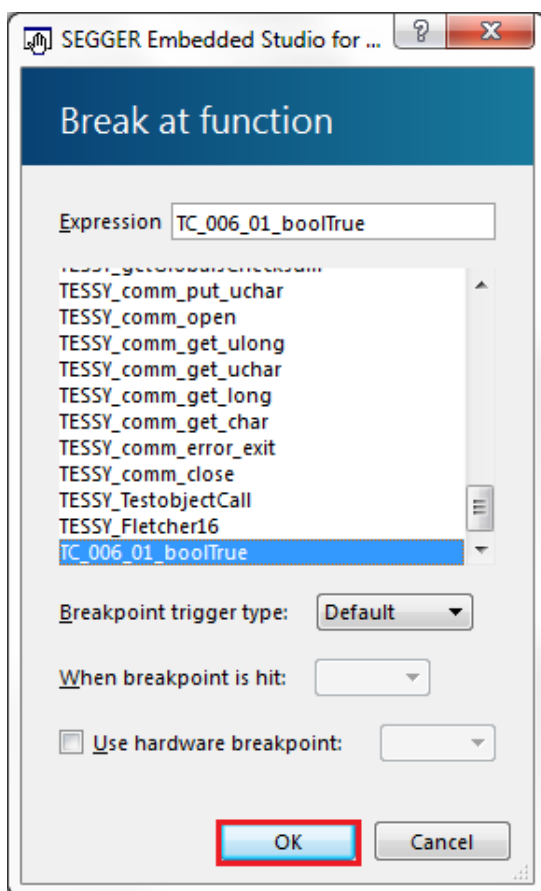 SEGGER Embedded Studio for ...
Break at function
Expression TC_006_01_boolTrue
TESSY_getGlobalsChecksum
TESSY_comm_put_uchar
TESSY_comm_open
TESSY_comm_get_ulong
TESSY_comm_get_uchar
TESSY_comm_get_long
TESSY_comm_get_char
TESSY_comm_error_exit
TESSY_comm_close
TESSY_TestobjectCall
TESSY_Fletcher16
TC_006_01_boolTrue
Breakpoint trigger type: Default
When breakpoint is hit:
Use hardware breakpoint:
OK Cancel